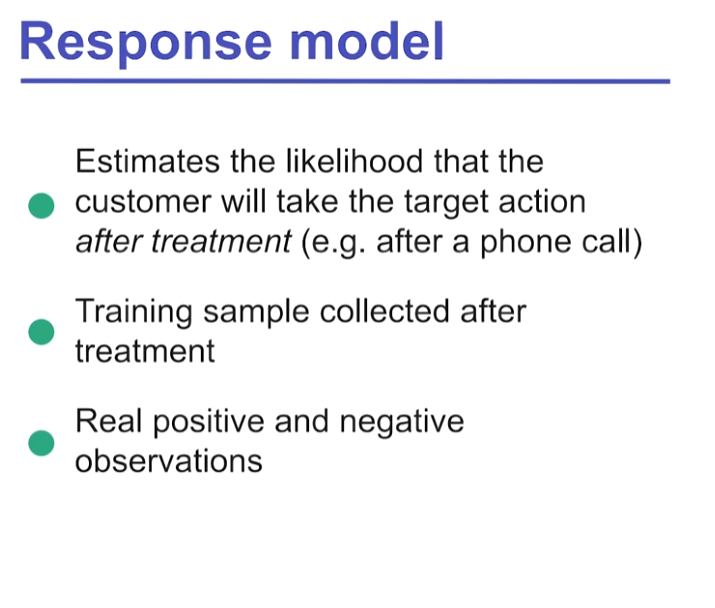 Response model
Estimates the likelihood that the
customer will take the target action
after treatment (e.g. after a phone call)
Training sample collected after
treatment
Real positive and negative
observations